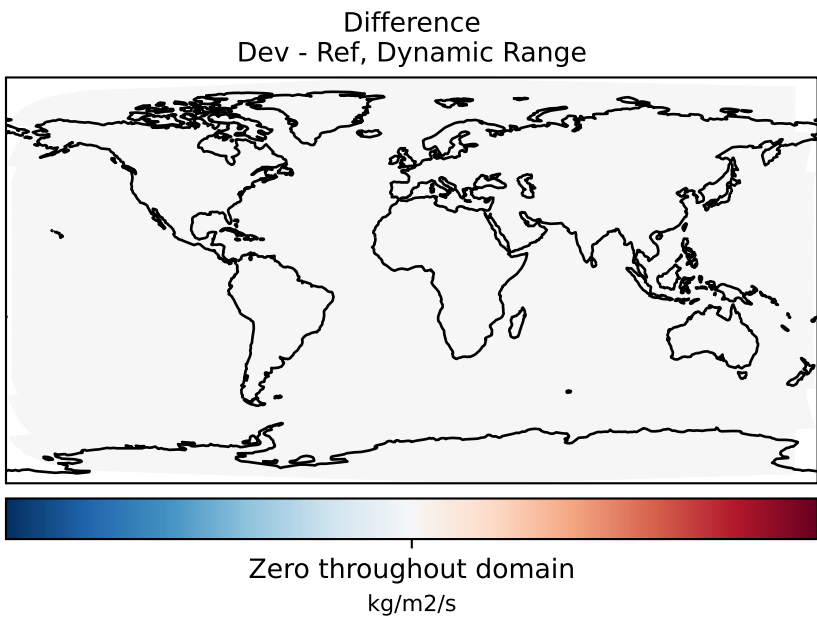 Difference
Dev - Ref, Dynamic Range
Zero throughout domain
kg/m2/s